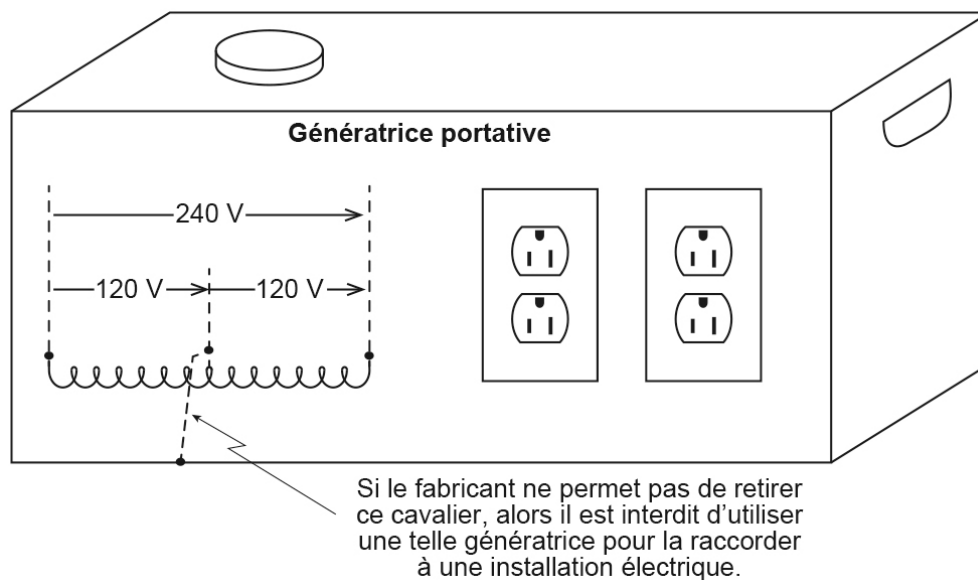 Génératrice portative
240 V
120 V
120 V
Si le fabricant ne permet pas de retirer
ce cavalier, alors il est interdit d’utiliser
une telle génératrice pour la raccorder
à une installation électrique.